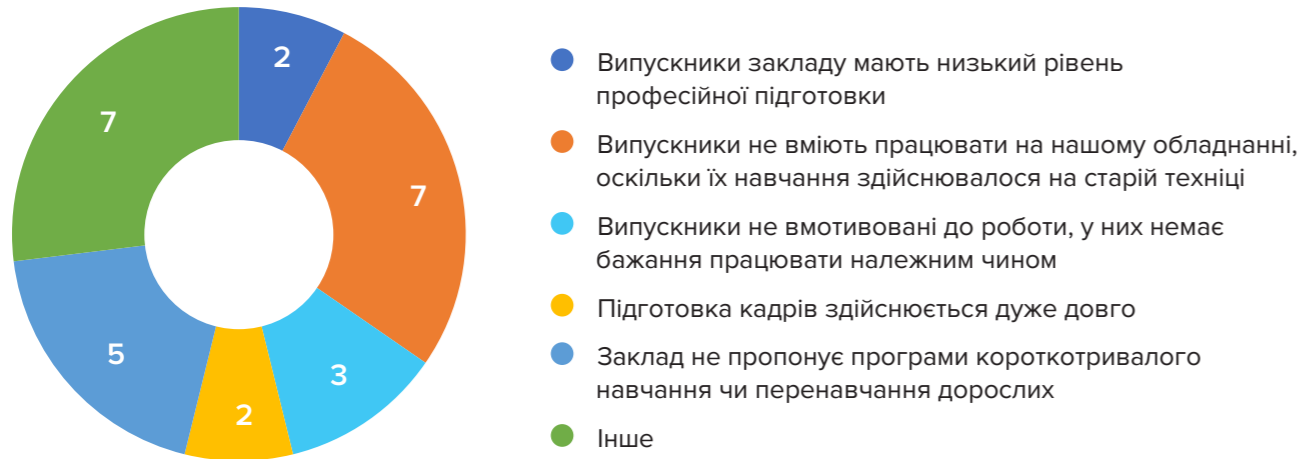 2
7
7
5
3
2
Випускники закладу мають низький рівень
професійної підготовки
Випускники не вміють працювати на нашому обладнанні,
оскільки їх навчання здійснювалося на старій техніці
Випускники не вмотивовані до роботи, у них немає
бажання працювати належним чином
Підготовка кадрів здійснюється дуже довго
Заклад не пропонує програми короткотривалого
навчання чи перенавчання дорослих
Інше